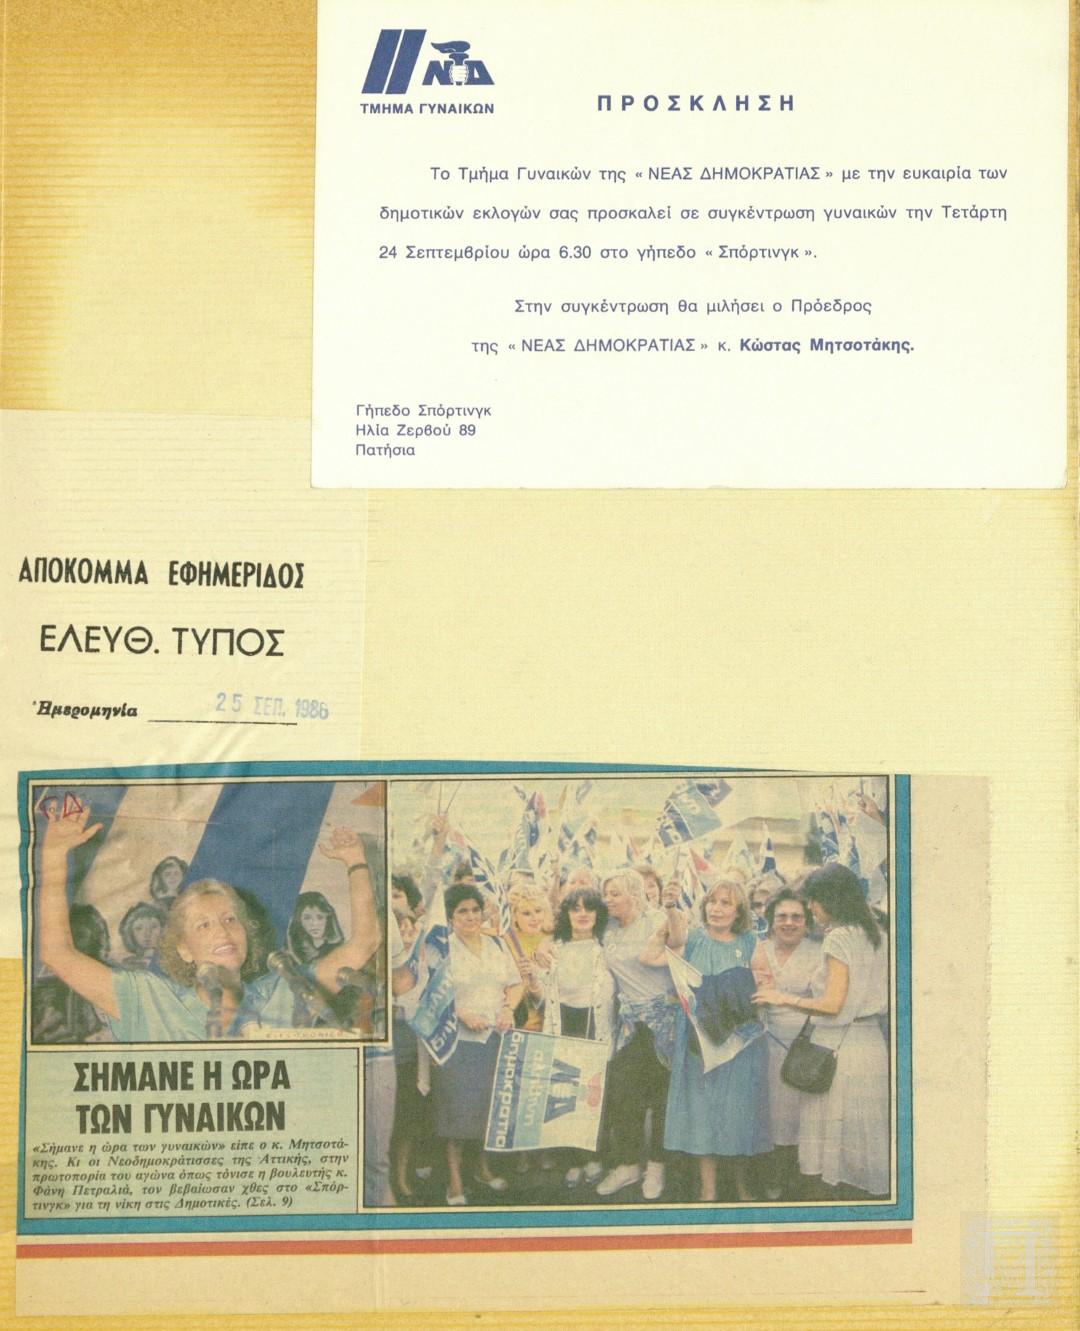 ΝΔ
ΤΜΗΜΑ ΓΥΝΑΙΚΩΝ
ΠΡΟΣΚΛΗΣΗ
Το Τμήμα Γυναικών της « ΝΕΑΣ ΔΗΜΟΚΡΑΤΙΑΣ » με την ευκαιρία των
δημοτικών εκλογών σας προσκαλεί σε συγκέντρωση γυναικών την Τετάρτη
24 Σεπτεμβρίου ώρα 6.30 στο γήπεδο « Σπόρτινγκ ».
Στην συγκέντρωση θα μιλήσει ο Πρόεδρος
της « ΝΕΑΣ ΔΗΜΟΚΡΑΤΙΑΣ » κ. Κώστας Μητσοτάκης.
Γήπεδο Σπόρτινγκ
Ηλία Ζερβού 89
Πατήσια
ΑΠΟΚΟΜΜΑ ΕΦΗΜΕΡΙΔΟΣ
ΕΛΕΥΘ. ΤΥΠΟΣ
Ἡμερομηνία 25 ΣΕΠ. 1986
ΣΗΜΑΝΕ Η ΩΡΑ
ΤΩΝ ΓΥΝΑΙΚΩΝ
«Σήμανε η ώρα των γυναικών» είπε ο κ. Μητσοτά-
κης. Κι οι Νεοδημοκράτισσες της Αττικής, στην
πρωτοπορία του αγώνα όπως τόνισε η βουλευτής κ.
Φάνη Πετραλιά, τον βεβαίωσαν χθες στο «Σπόρ-
τινγκ» για τη νίκη στις Δημοτικές. (Σελ. 9)